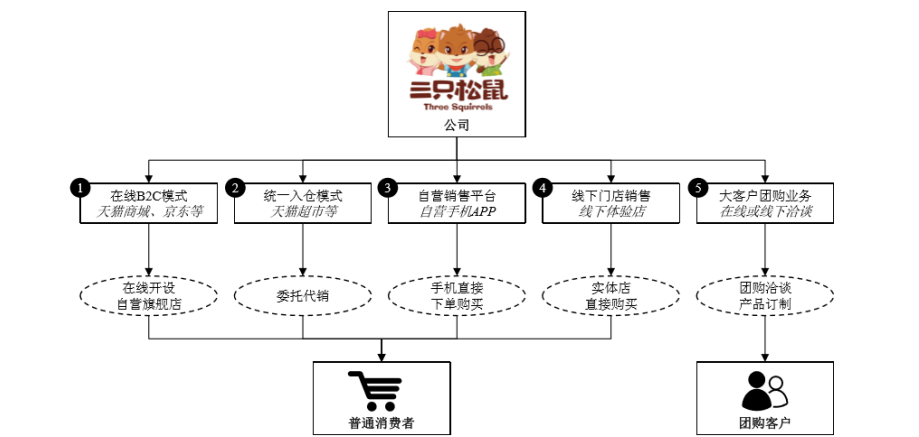 三只松鼠
Three Squirrels
公司
1
在线B2C模式
天猫商城、京东等
2
统一入仓模式
天猫超市等
3
自营销售平台
自营手机APP
4
线下门店销售
线下体验店
5
大客户团购业务
在线或线下洽谈
在线开设
自营旗舰店
委托代销
手机直接
下单购买
实体店
直接购买
团购洽谈
产品订制
普通消费者
团购客户